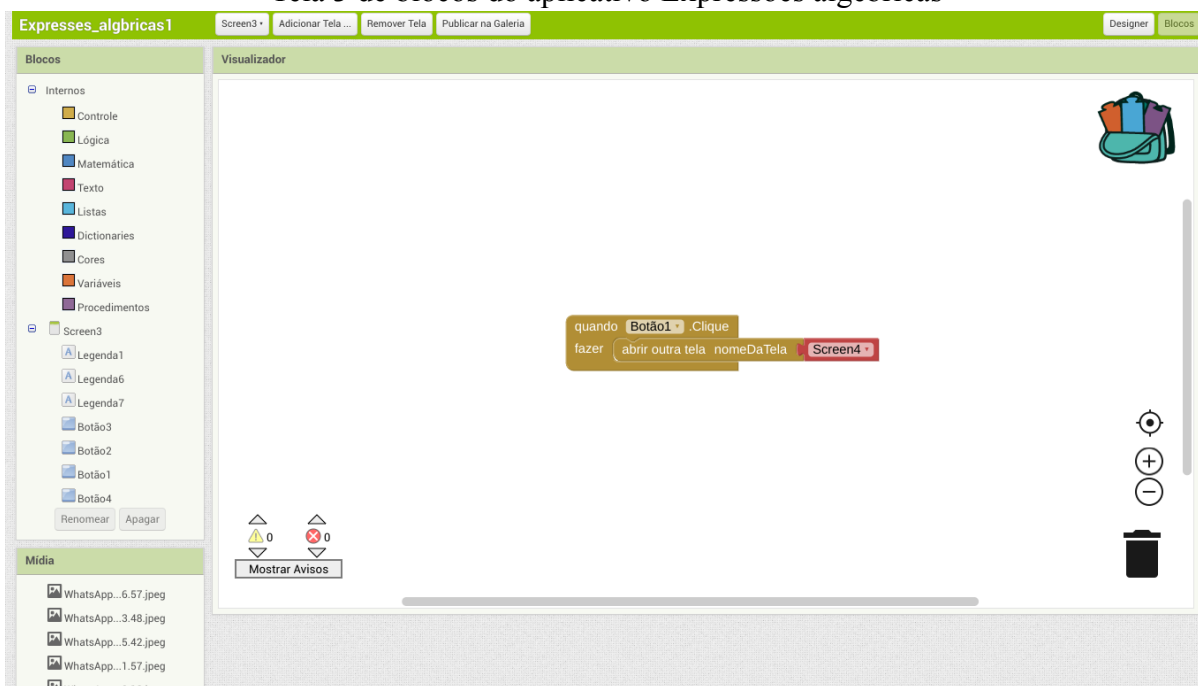 Tela 3 de blocos do aplicativo Expressões algébricas
Expresses_algbricas1 Screen3 Adicionar Tela ... Remover Tela Publicar na Galeria Designer Blocos
Blocos
Visualizador
Internos
Controle
Lógica
Matemática
Texto
Listas
Dictionaries
Cores
Variáveis
Procedimentos
Screen3
A Legenda1
A Legenda6
A Legenda7
Botão3
Botão2
Botão1
Botão4
Renomear Apagar
quando Botão1 .Clique
fazer abrir outra tela nomeDaTela Screen4
0 0
Mostrar Avisos
Mídia
WhatsApp...6.57.jpeg
WhatsApp...3.48.jpeg
WhatsApp...5.42.jpeg
WhatsApp...1.57.jpeg